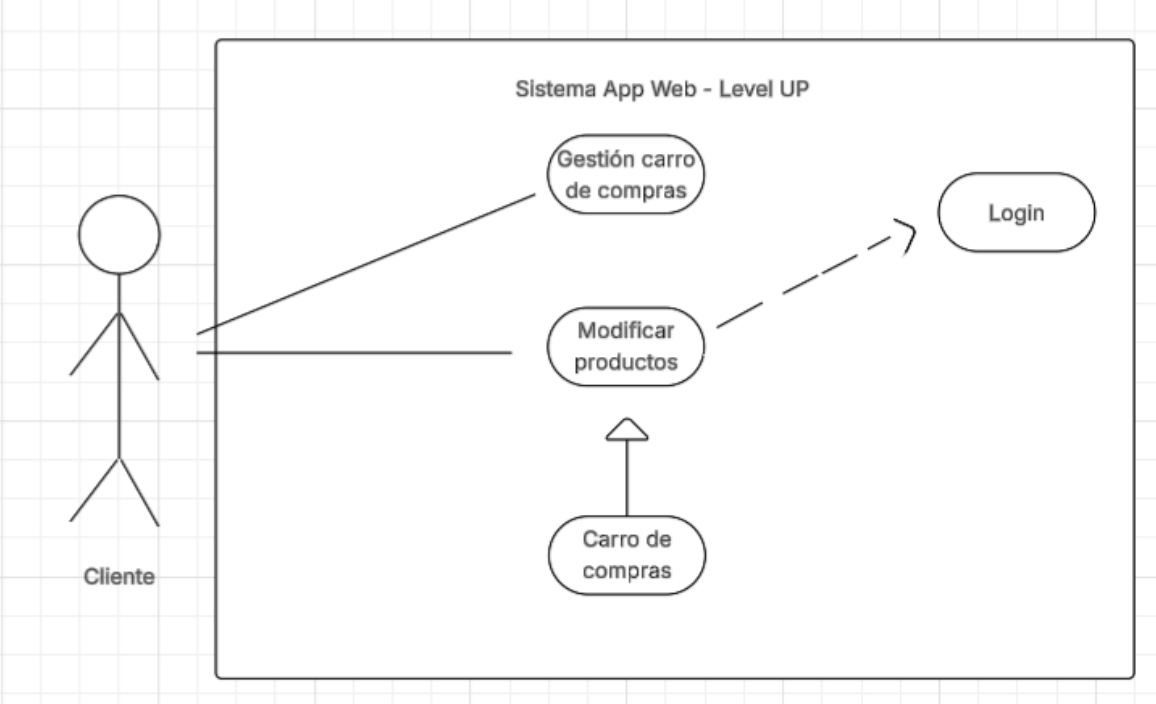 Sistema App Web - Level UP
Gestión carro
de compras
Login
Modificar
productos
Carro de
compras
Cliente